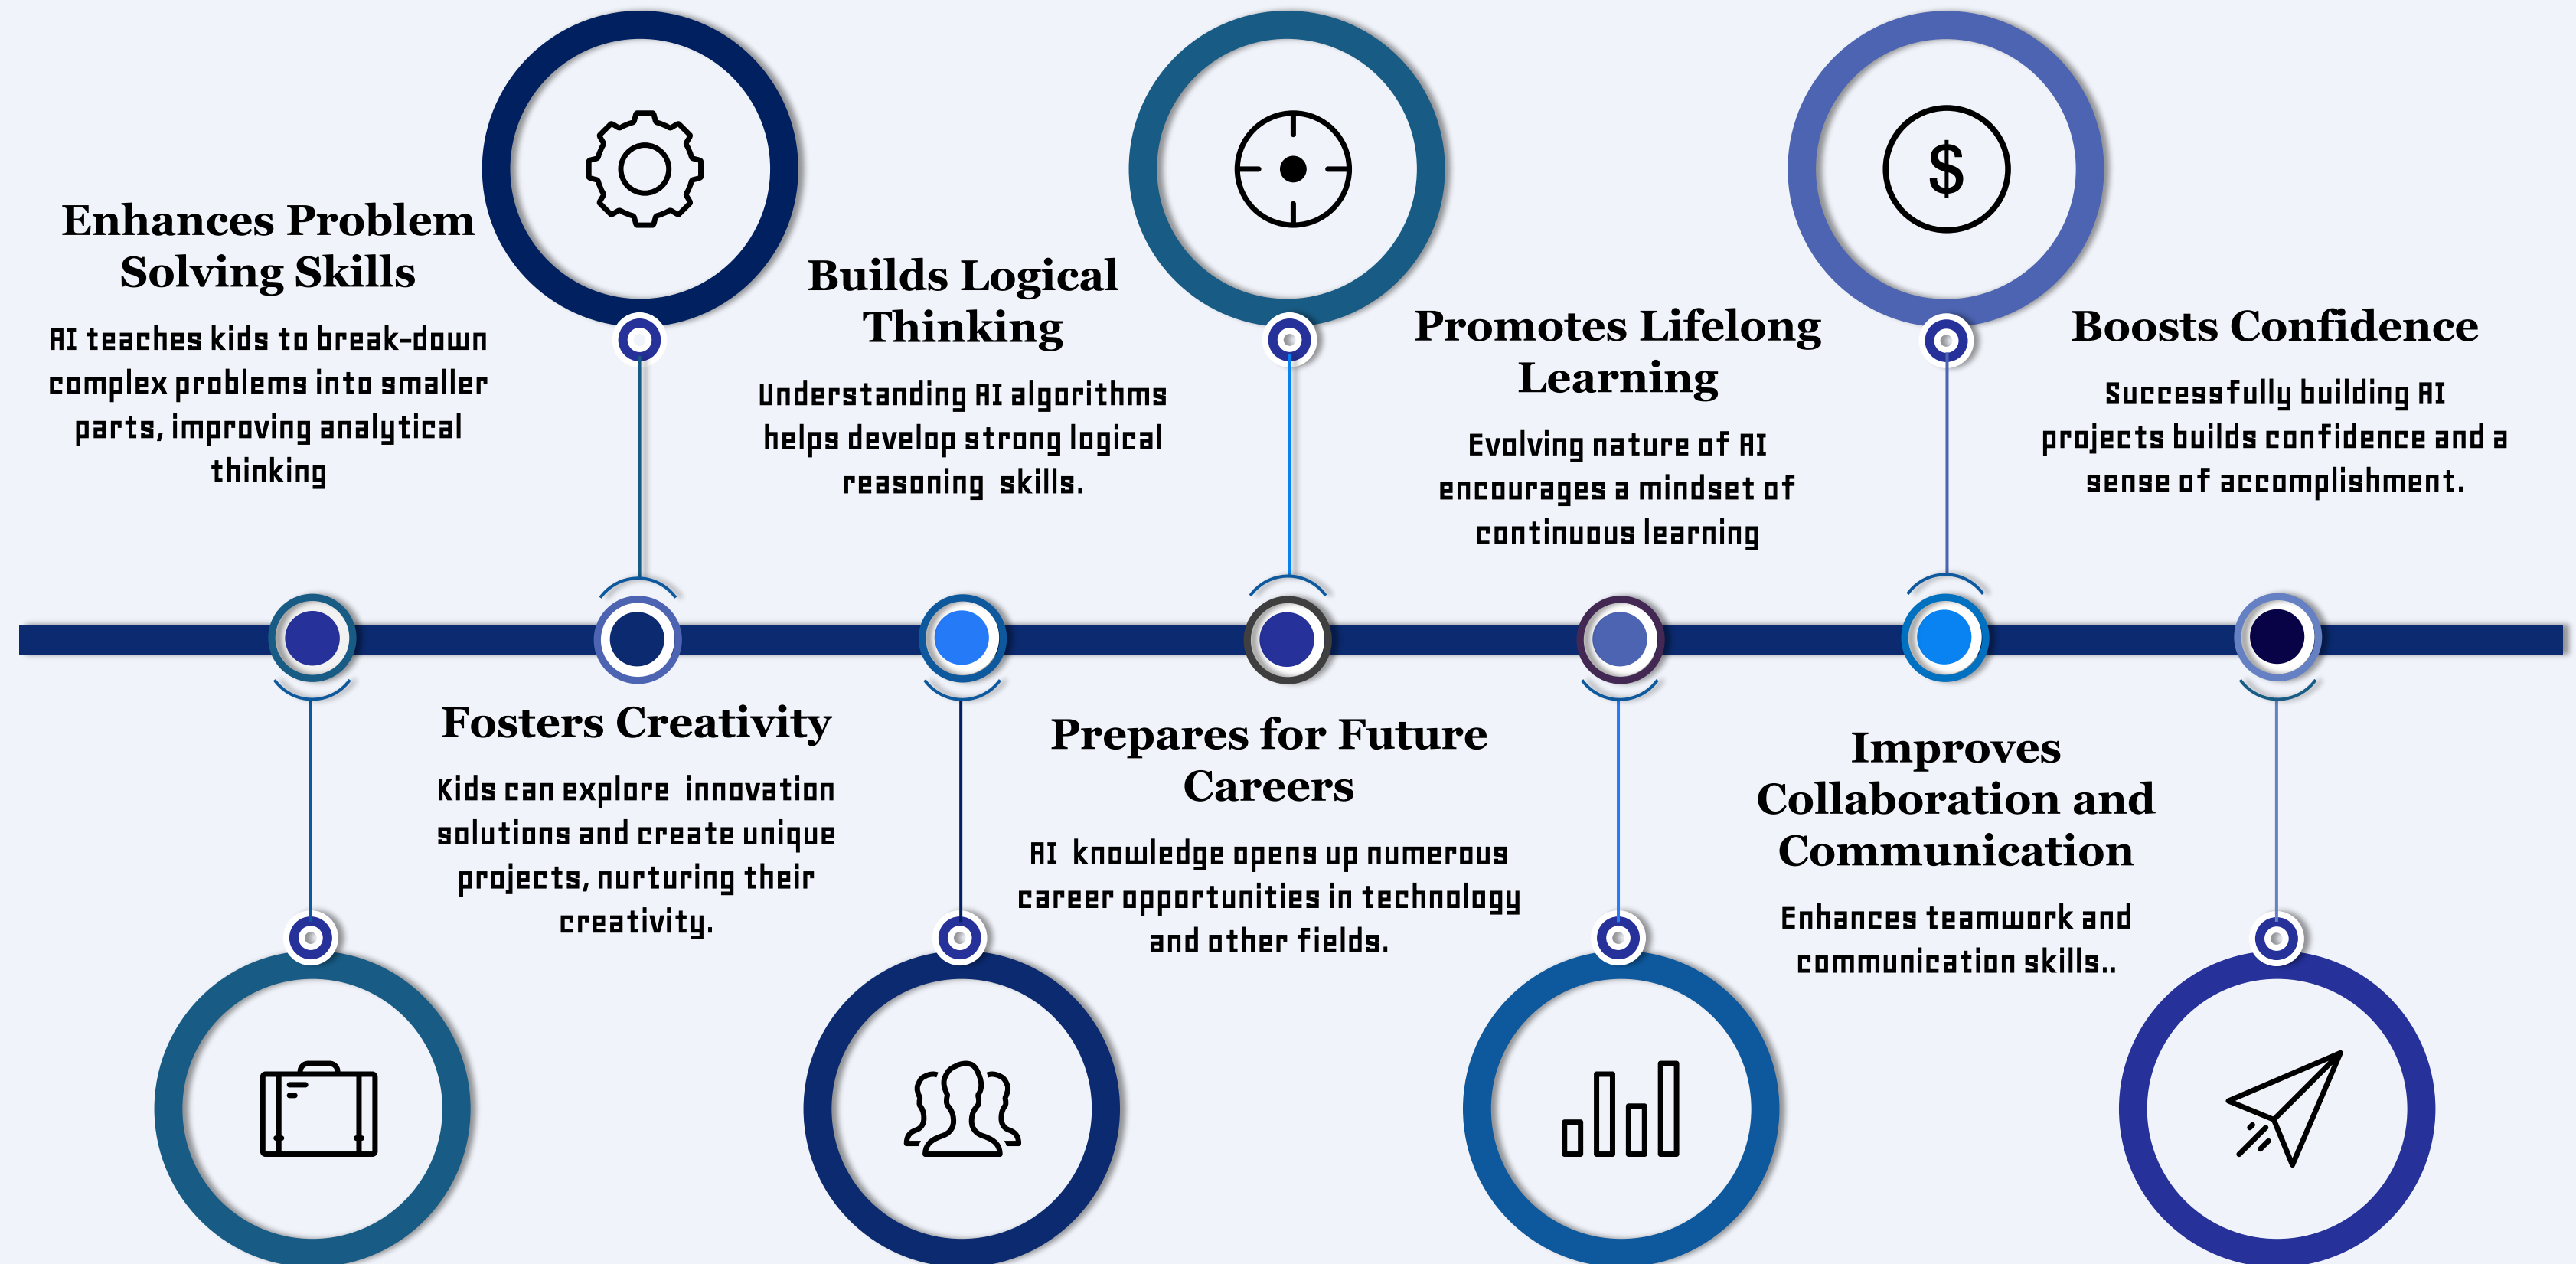 Enhances Problem
Solving Skills
AI teaches kids to break-down
complex problems into smaller
parts, improving analytical
thinking
Fosters Creativity
Kids can explore  innovation
solutions and create unique
projects, nurturing their
creativity.
Builds Logical
Thinking
Understanding AI algorithms
helps develop strong logical
reasoning  skills.
Prepares for Future
Careers
AI  knowledge opens up numerous
career opportunities in technology
and other fields.
Promotes Lifelong
Learning
Evolving nature of AI
encourages a mindset of
continuous learning
$
Improves
Collaboration and
Communication
Enhances teamwork and
communication skills..
Boosts Confidence
Successfully building AI
projects builds confidence and a
sense of accomplishment.